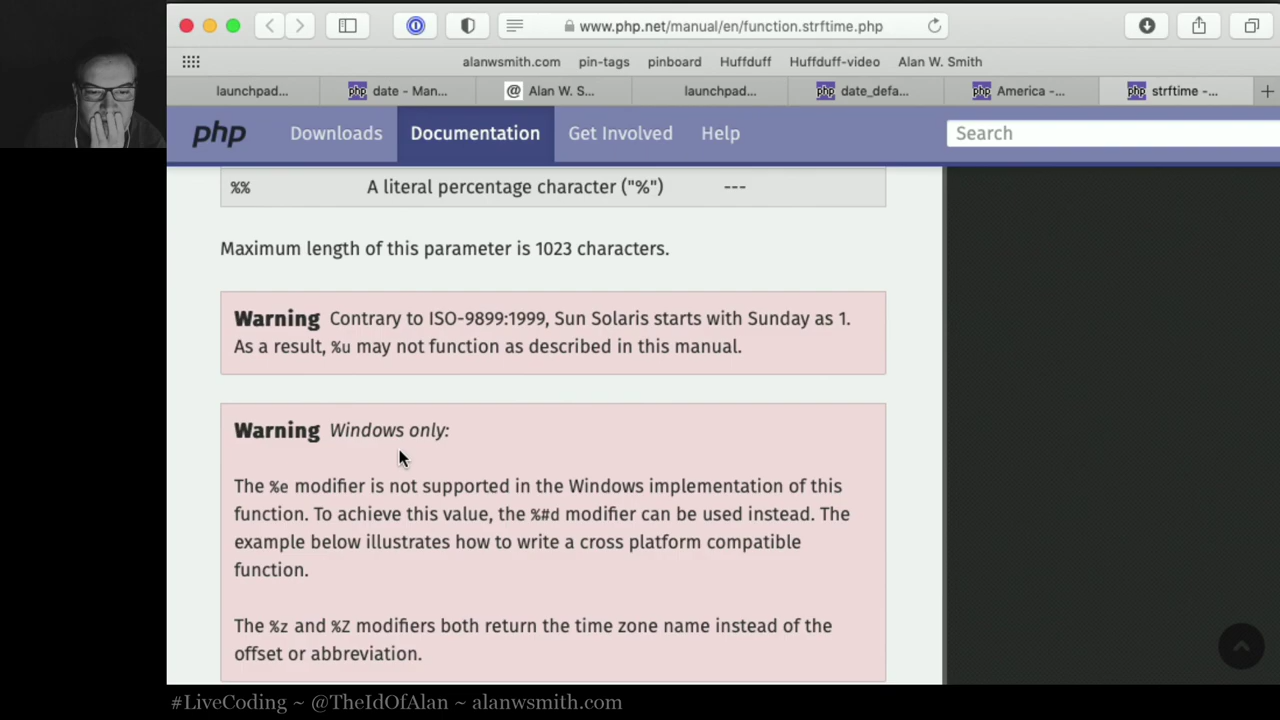 www.php.net/manual/en/function.strftime.php
alanwsmith.com pin-tags pinboard Huffduff Huffduff-video Alan W. Smith
launchpad... date - Man... Alan W. S... launchpad... date_defa... America -... strftime -...
php Downloads Documentation Get Involved Help Search
%% A literal percentage character ("%") ---
Maximum length of this parameter is 1023 characters.
Warning Contrary to ISO-9899:1999, Sun Solaris starts with Sunday as 1.
As a result, %u may not function as described in this manual.
Warning Windows only:
The %e modifier is not supported in the Windows implementation of this
function. To achieve this value, the %#d modifier can be used instead. The
example below illustrates how to write a cross platform compatible
function.
The %z and %Z modifiers both return the time zone name instead of the
offset or abbreviation.
#LiveCoding ~ @TheIdOfAlan ~ alanwsmith.com